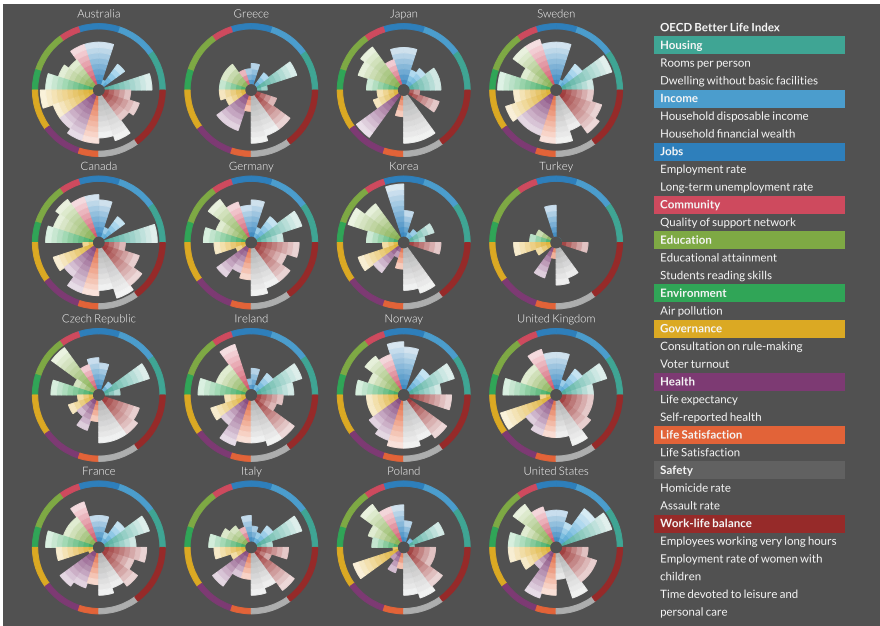 Australia
Greece
Japan
Sweden
Canada
Germany
Korea
Turkey
Czech Republic
Ireland
Norway
United Kingdom
France
Italy
Poland
United States
OECD Better Life Index
Housing
Rooms per person
Dwelling without basic facilities
Income
Household disposable income
Household financial wealth
Jobs
Employment rate
Long-term unemployment rate
Community
Quality of support network
Education
Educational attainment
Students reading skills
Environment
Air pollution
Governance
Consultation on rule-making
Voter turnout
Health
Life expectancy
Self-reported health
Life Satisfaction
Life Satisfaction
Safety
Homicide rate
Assault rate
Work-life balance
Employees working very long hours
Employment rate of women with
children
Time devoted to leisure and
personal care